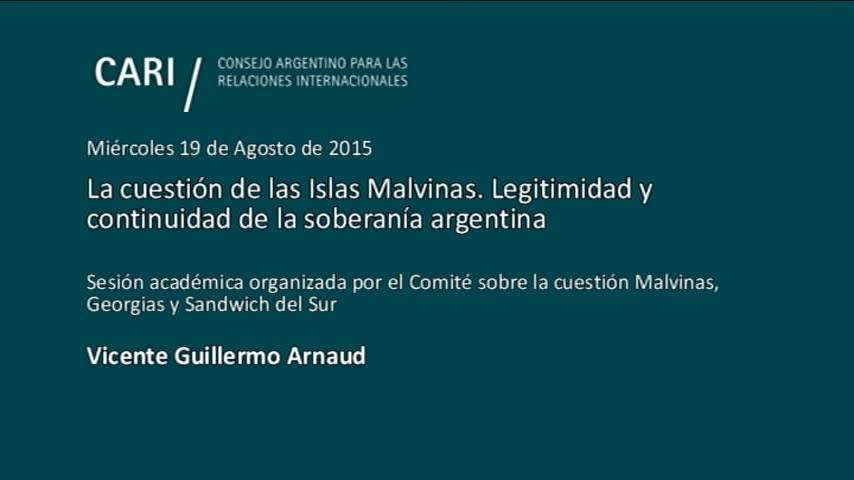 CARI / CONSEJO ARGENTINO PARA LAS
RELACIONES INTERNACIONALES
Miércoles 19 de Agosto de 2015
La cuestión de las Islas Malvinas. Legitimidad y
continuidad de la soberanía argentina
Sesión académica organizada por el Comité sobre la cuestión Malvinas,
Georgias y Sandwich del Sur
Vicente Guillermo Arnaud